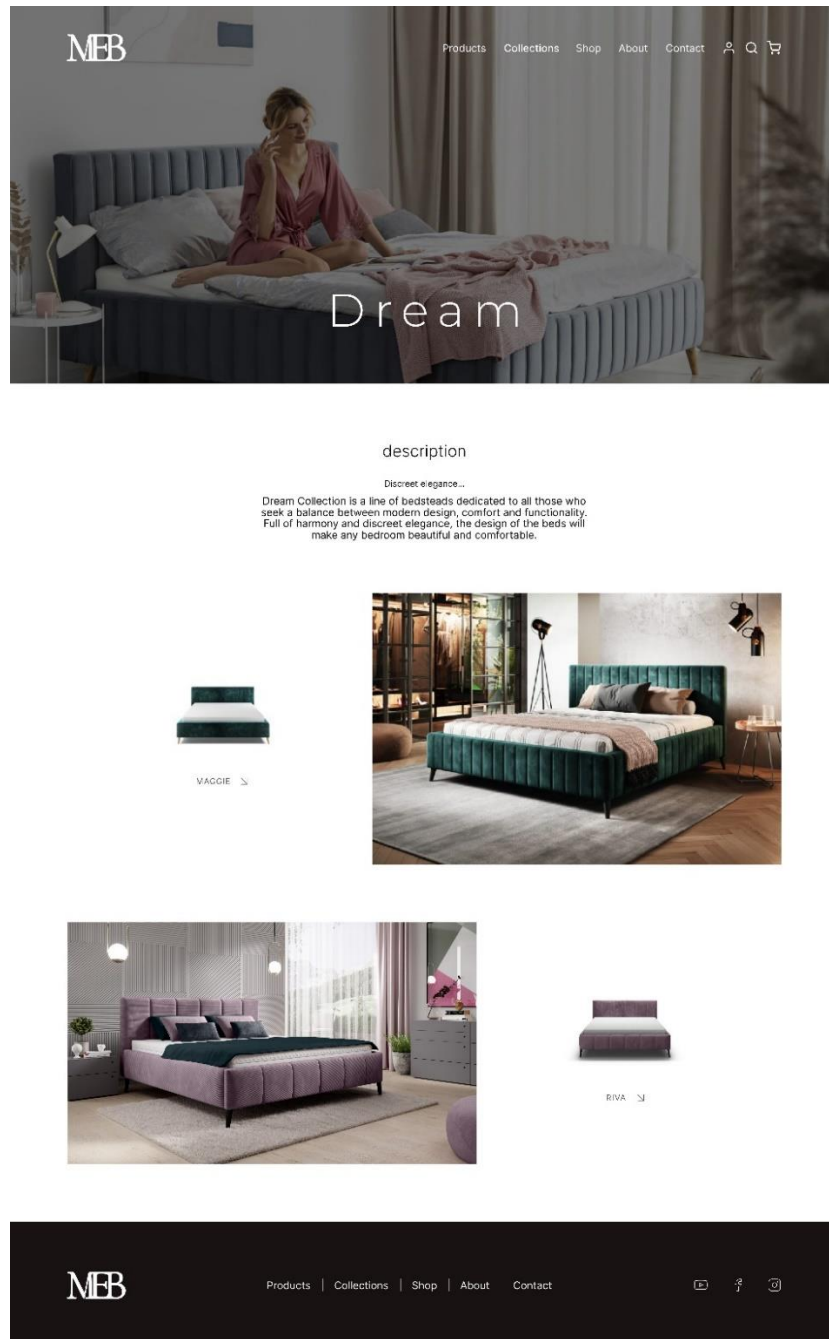 MEB
Products Collections Shop About Contact
Dream
description
Discreet elegance...
Dream Collection is a line of bedsteads dedicated to all those who
seek a balance between modern design, comfort and functionality.
Full of harmony and discreet elegance, the design of the beds will
make any bedroom beautiful and comfortable.
MAGGIE
RIVA
MEB
Products | Collections | Shop | About Contact